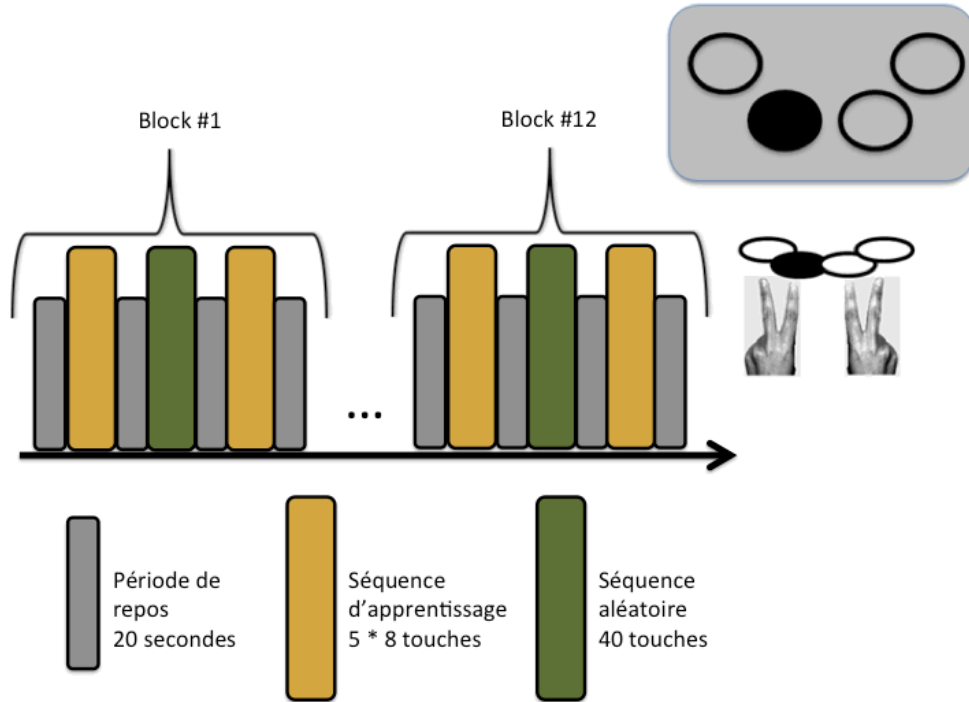 Block #1
Block #12
...
Période de
repos
20 secondes
Séquence
d'apprentissage
5 * 8 touches
Séquence
aléatoire
40 touches